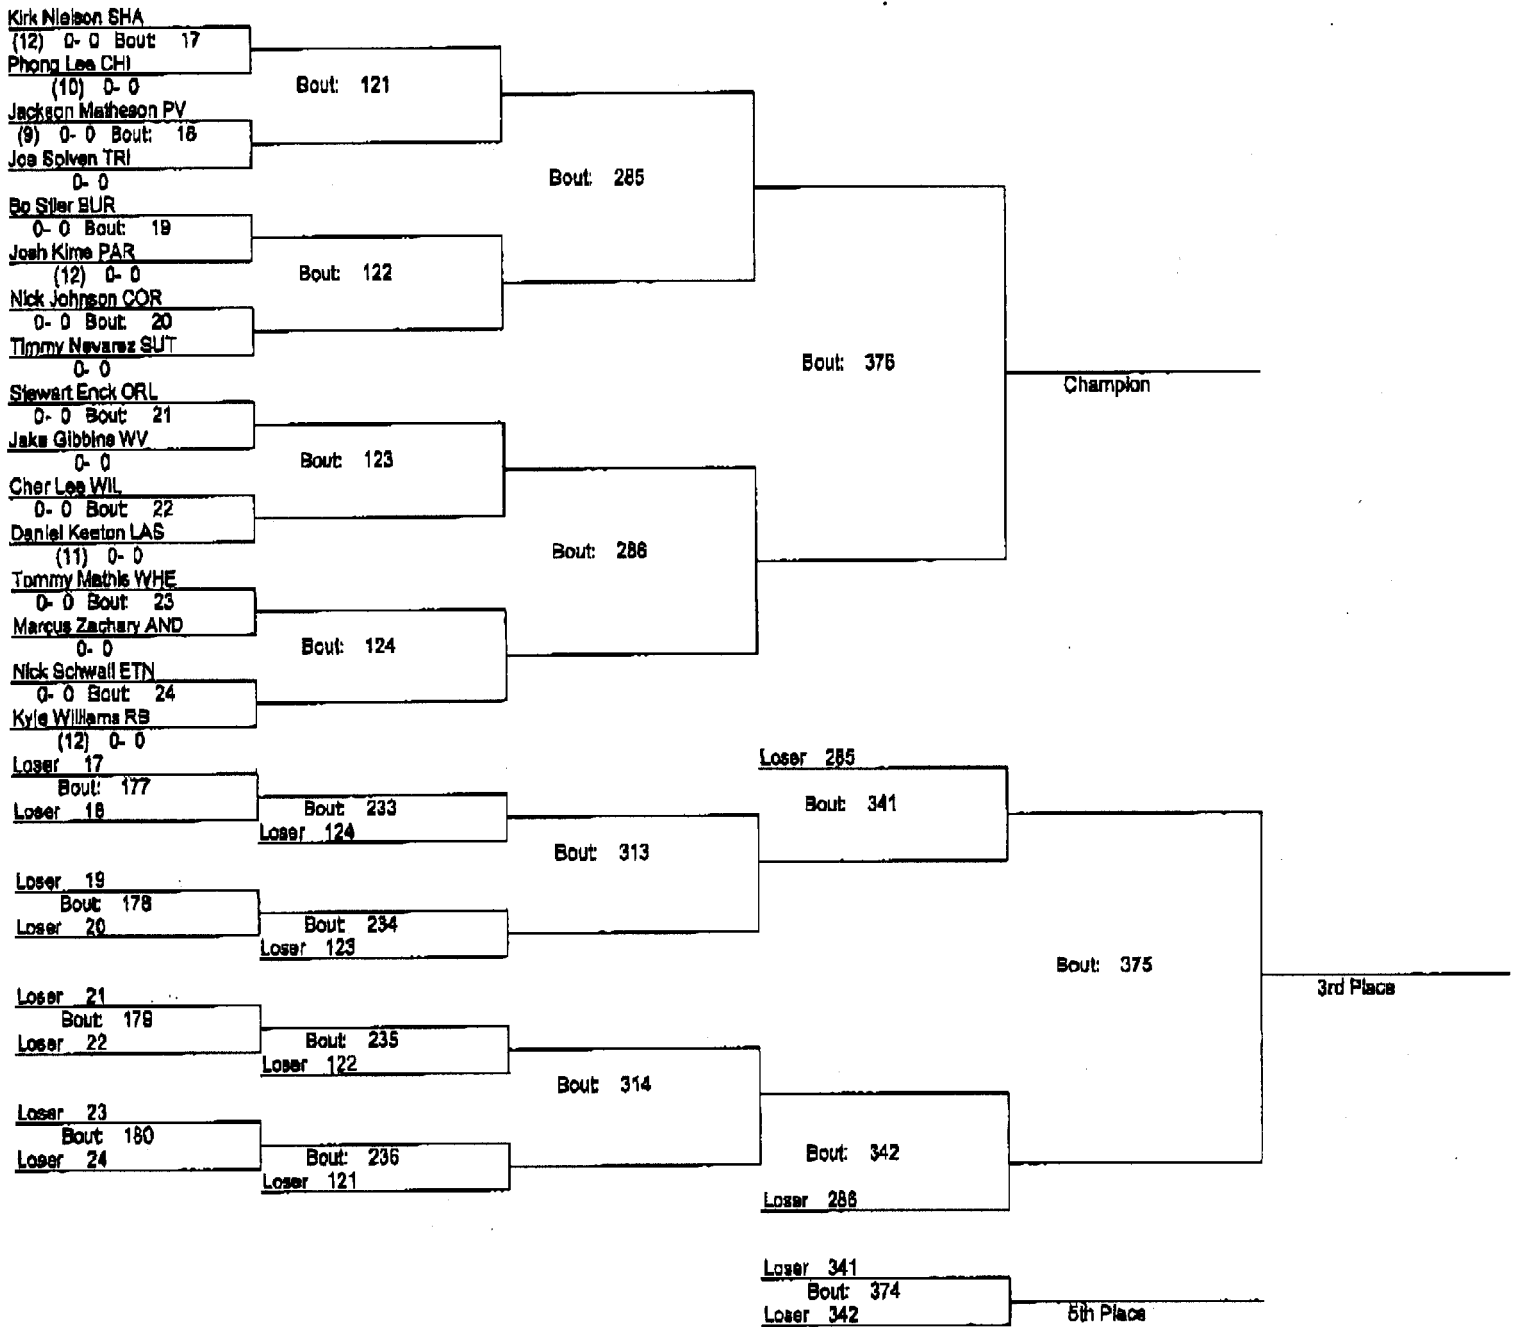 Kirk Nielson SHA
(12) 0- 0 Bout: 17
Phong Lee CHI
(10) 0- 0
Bout: 121
Jackson Matheson PV
(9) 0- 0 Bout: 18
Joe Spiven TRI
0- 0
Bout: 285
Bo Stier BUR
0- 0 Bout: 19
Josh Kime PAR
(12) 0- 0
Bout: 122
Nick Johnson COR
0- 0 Bout: 20
Timmy Nevarez SUT
0- 0
Bout: 376
Champion
Stewart Enck ORL
0- 0 Bout: 21
Jake Gibbins WV
0- 0
Bout: 123
Cher Lee WIL
0- 0 Bout: 22
Daniel Keeton LAS
(11) 0- 0
Bout: 286
Tommy Mathis WHE
0- 0 Bout: 23
Marcus Zachary AND
0- 0
Bout: 124
Nick Schwall ETN
0- 0 Bout: 24
Kyle Williams RB
(12) 0- 0
Loser 17
Bout: 177
Loser 18
Bout: 233
Loser 124
Bout: 313
Loser 285
Bout: 341
Loser 19
Bout: 178
Loser 20
Bout: 234
Loser 123
Bout: 375
3rd Place
Loser 21
Bout: 179
Loser 22
Bout: 235
Loser 122
Bout: 314
Loser 23
Bout: 180
Loser 24
Bout: 236
Loser 121
Bout: 342
Loser 286
Loser 341
Bout: 374
Loser 342
5th Place